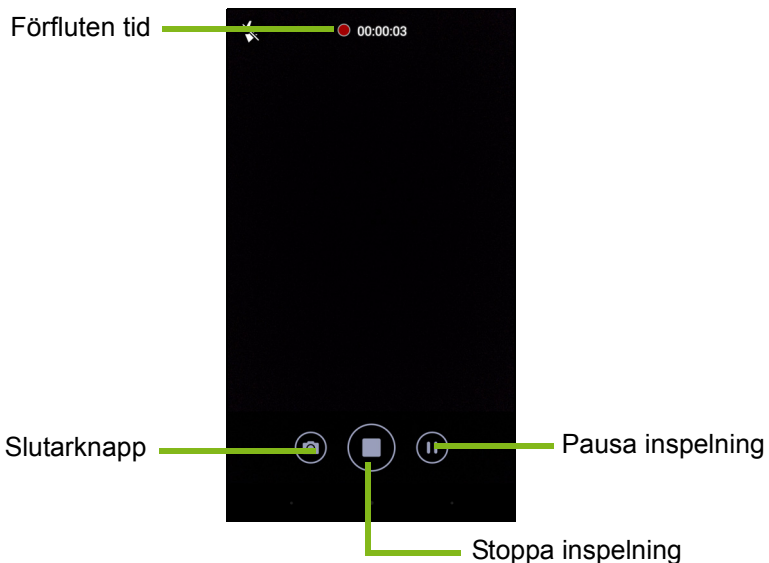 Förfluten tid
00:00:03
Slutarknapp
Pausa inspelning
Stoppa inspelning